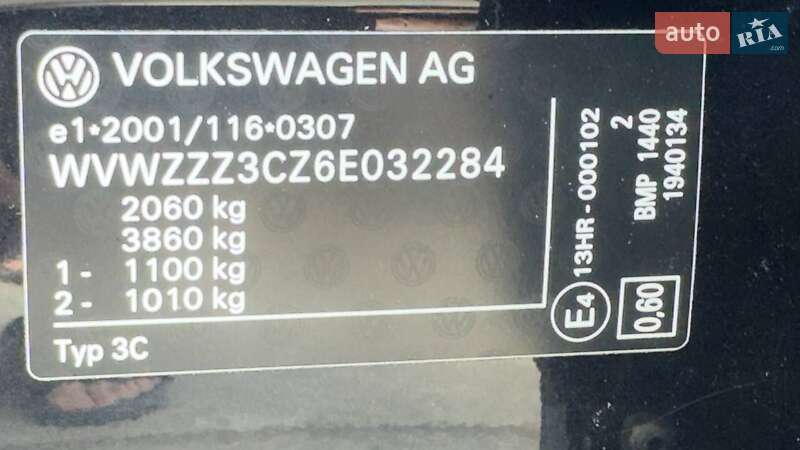 VOLKSWAGEN AG
e1*2001/116*0307
WVWZZZ3CZ6E032284
2060 kg
3860 kg
1 - 1100 kg
2 - 1010 kg
Typ 3C
E4 13HR - 000102
2
BMP 1440
1940134
0,60
auto RIA.com